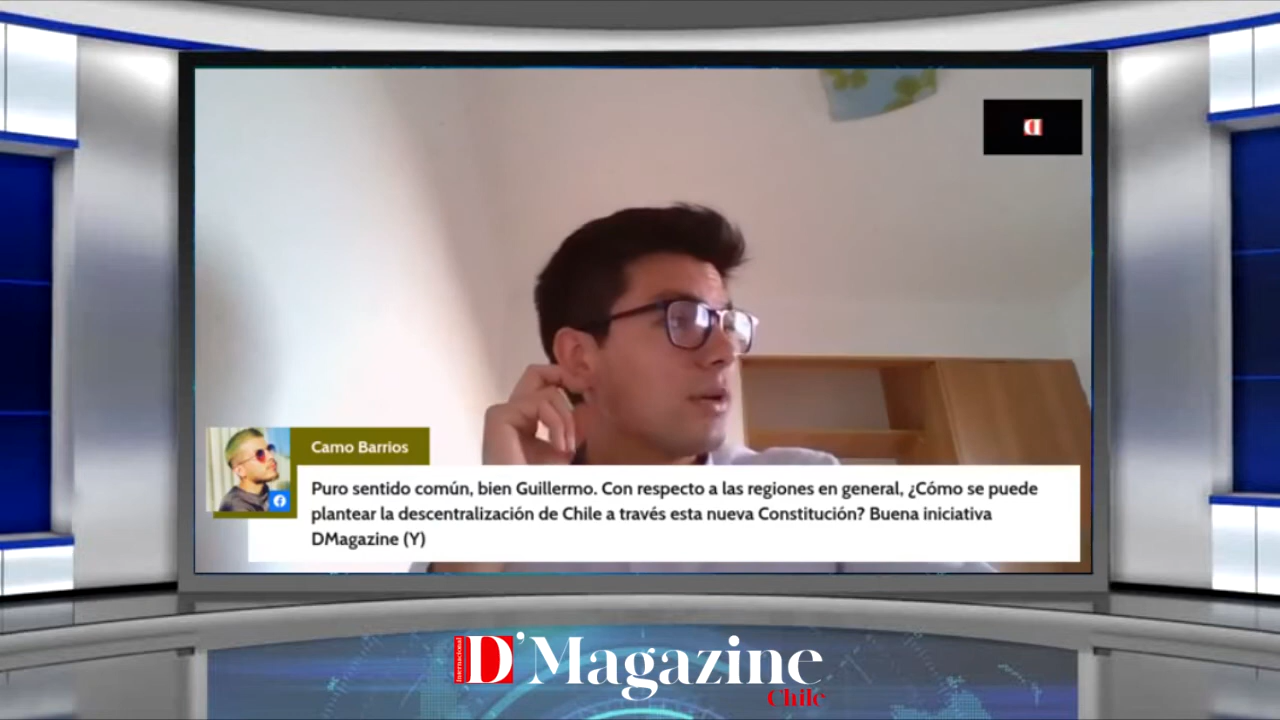 D
Camo Barrios
Puro sentido común, bien Guillermo. Con respecto a las regiones en general, ¿Cómo se puede
plantear la descentralización de Chile a través esta nueva Constitución? Buena iniciativa
DMagazine (Y)
Internacional
D'Magazine
Chile